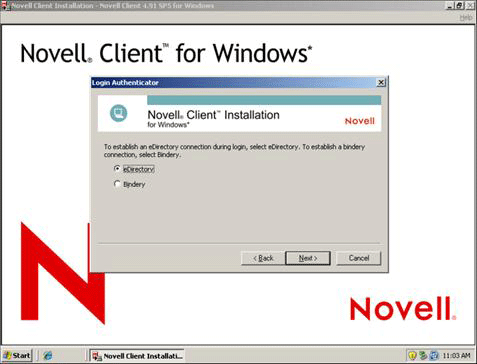 Novell Client Installation - Novell Client 4.91 SP5 for Windows
Help
Novell® Client™ for Windows*
Login Authenticator
Novell® Client™ Installation
for Windows*
Novell
To establish an eDirectory connection during login, select eDirectory. To establish a bindery
connection, select Bindery.
eDirectory
Bindery
< Back
Next >
Cancel
Novell®
Start
Novell Client Installati...
11:03 AM